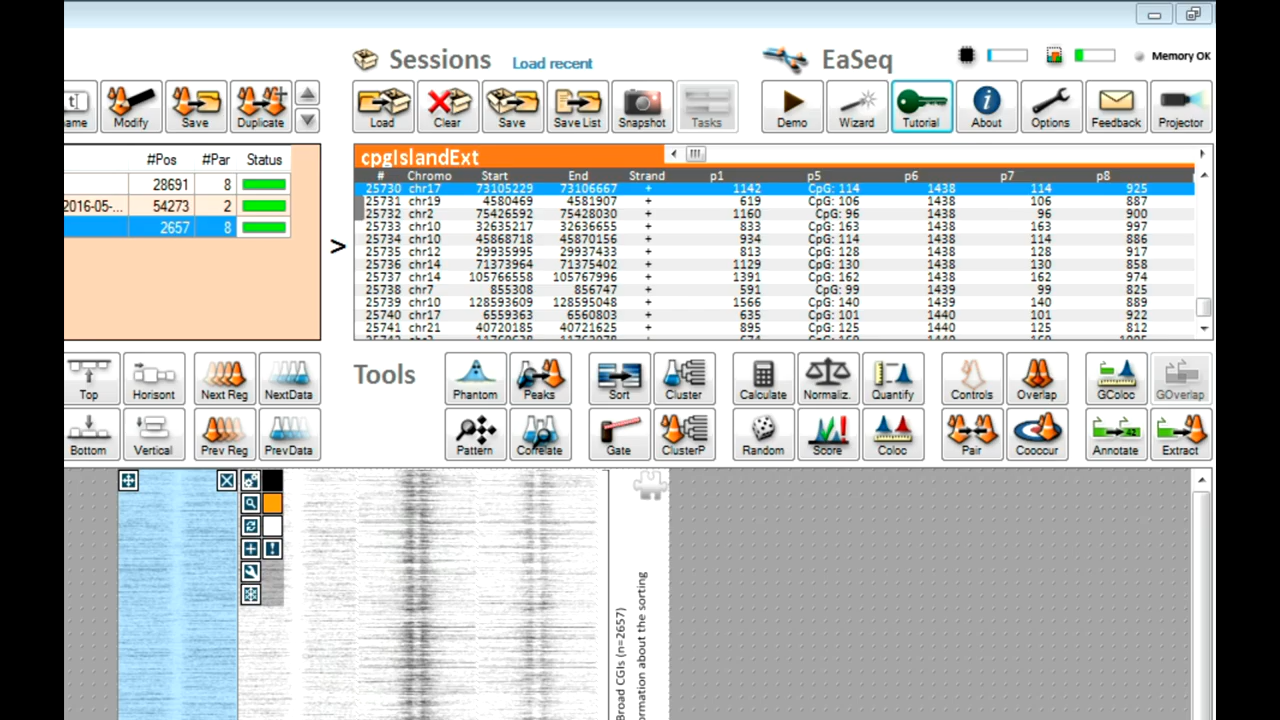 Sessions Load recent EaSeq Memory OK
ame Modify Save Duplicate Load Clear Save Save List Snapshot Tasks Demo Wizard Tutorial About Options Feedback Projector
#Pos #Par Status
28691 8
2016-05-... 54273 2
2657 8
>
cpgIslandExt
# Chromo Start End Strand p1 p5 p6 p7 p8
25730 chr17 73105229 73106667 + 1142 CpG: 114 1438 114 925
25731 chr19 4580469 4581907 + 619 CpG: 106 1438 106 887
25732 chr2 75426592 75428030 + 1160 CpG: 96 1438 96 900
25733 chr10 32635217 32636655 + 833 CpG: 163 1438 163 997
25734 chr10 45868718 45870156 + 934 CpG: 114 1438 114 886
25735 chr12 29935995 29937433 + 813 CpG: 128 1438 128 917
25736 chr14 71373964 71375402 + 1129 CpG: 130 1438 130 858
25737 chr14 105766558 105767996 + 1391 CpG: 162 1438 162 974
25738 chr7 855308 856747 + 591 CpG: 99 1439 99 825
25739 chr10 128593609 128595048 + 1566 CpG: 140 1439 140 889
25740 chr17 6559363 6560803 + 635 CpG: 101 1440 101 922
25741 chr21 40720185 40721625 + 895 CpG: 125 1440 125 812
Tools
Top Horisont Next Reg NextData Phantom Peaks Sort Cluster Calculate Normaliz. Quantify Controls Overlap GColoc GOverlap
Bottom Vertical Prev Reg PrevData Pattern Correlate Gate ClusterP Random Score Coloc Pair Cooccur Annotate Extract
Broad CGIs (n=2657)
ormation about the sorting